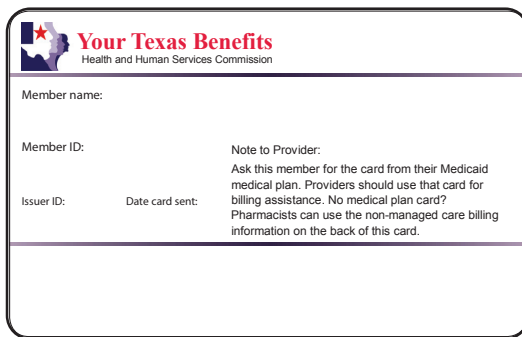 Your Texas Benefits
Health and Human Services Commission
Member name:
Member ID:
Note to Provider:
Ask this member for the card from their Medicaid
medical plan. Providers should use that card for
billing assistance. No medical plan card?
Pharmacists can use the non-managed care billing
information on the back of this card.
Issuer ID:
Date card sent: